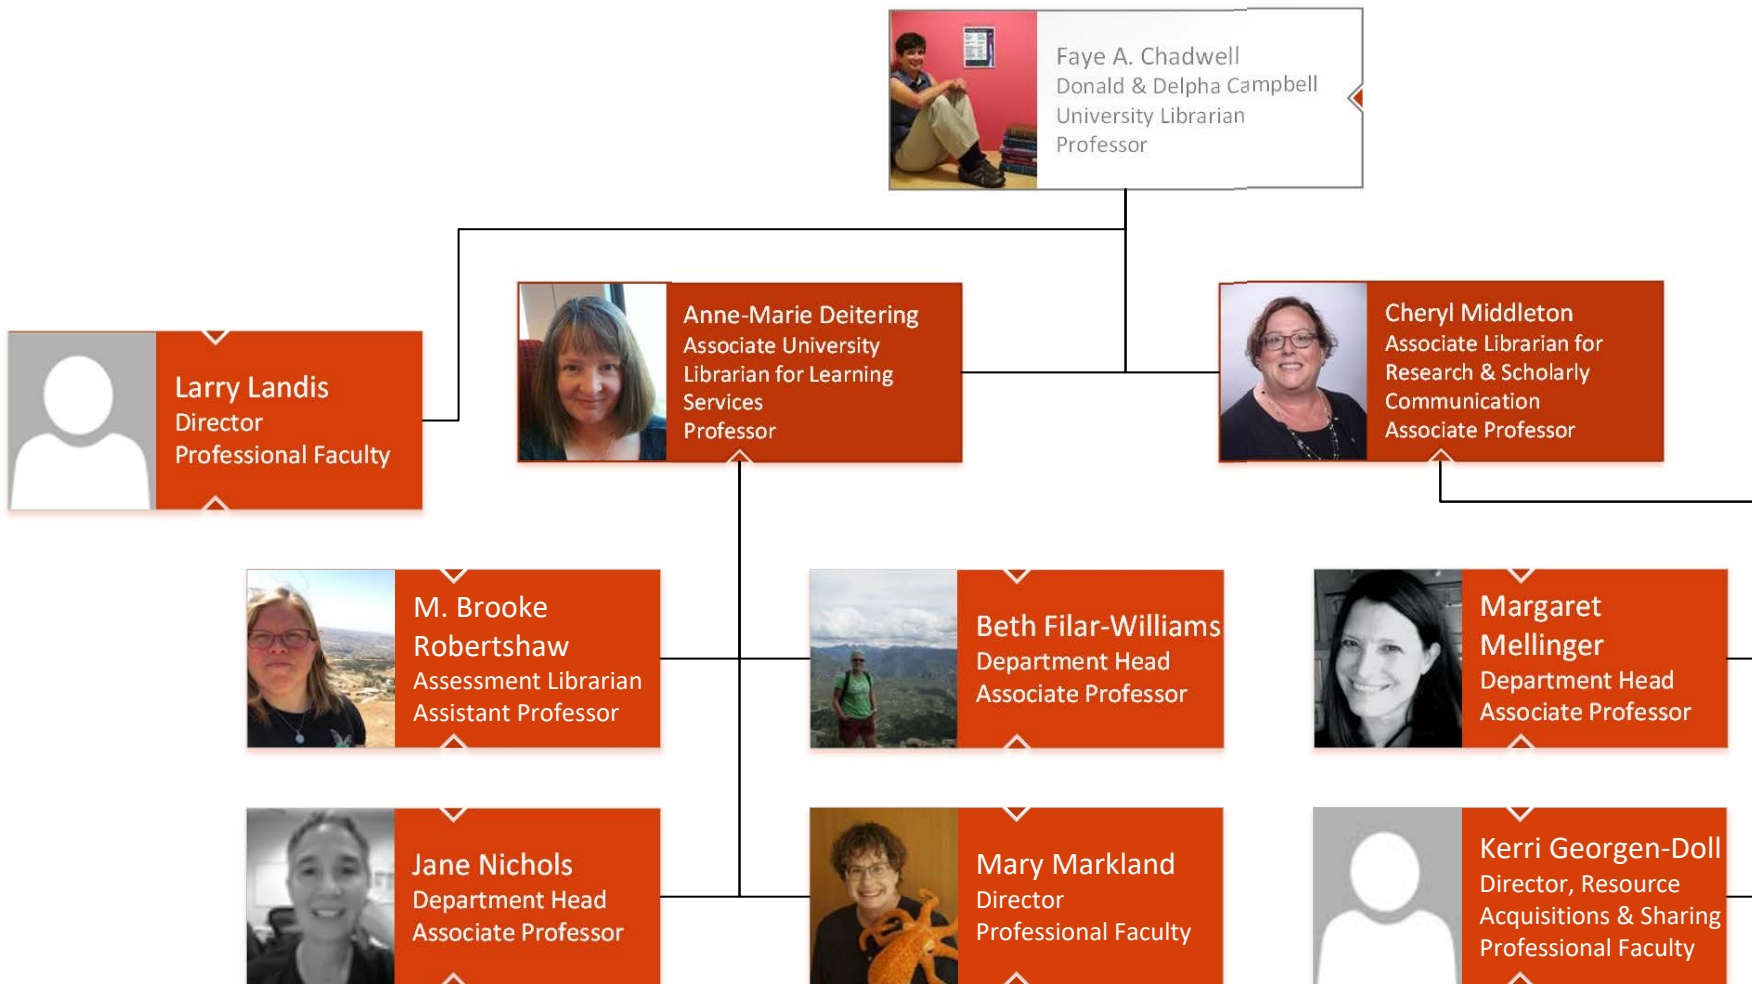 Faye A. Chadwell
Donald & Delpha Campbell
University Librarian
Professor
Anne-Marie Deitering
Associate University
Librarian for Learning
Services
Professor
Cheryl Middleton
Associate Librarian for
Research & Scholarly
Communication
Associate Professor
Larry Landis
Director
Professional Faculty
M. Brooke
Robertshaw
Assessment Librarian
Assistant Professor
Beth Filar-Williams
Department Head
Associate Professor
Margaret
Mellinger
Department Head
Associate Professor
Jane Nichols
Department Head
Associate Professor
Mary Markland
Director
Professional Faculty
Kerri Georgen-Doll
Director, Resource
Acquisitions & Sharing
Professional Faculty